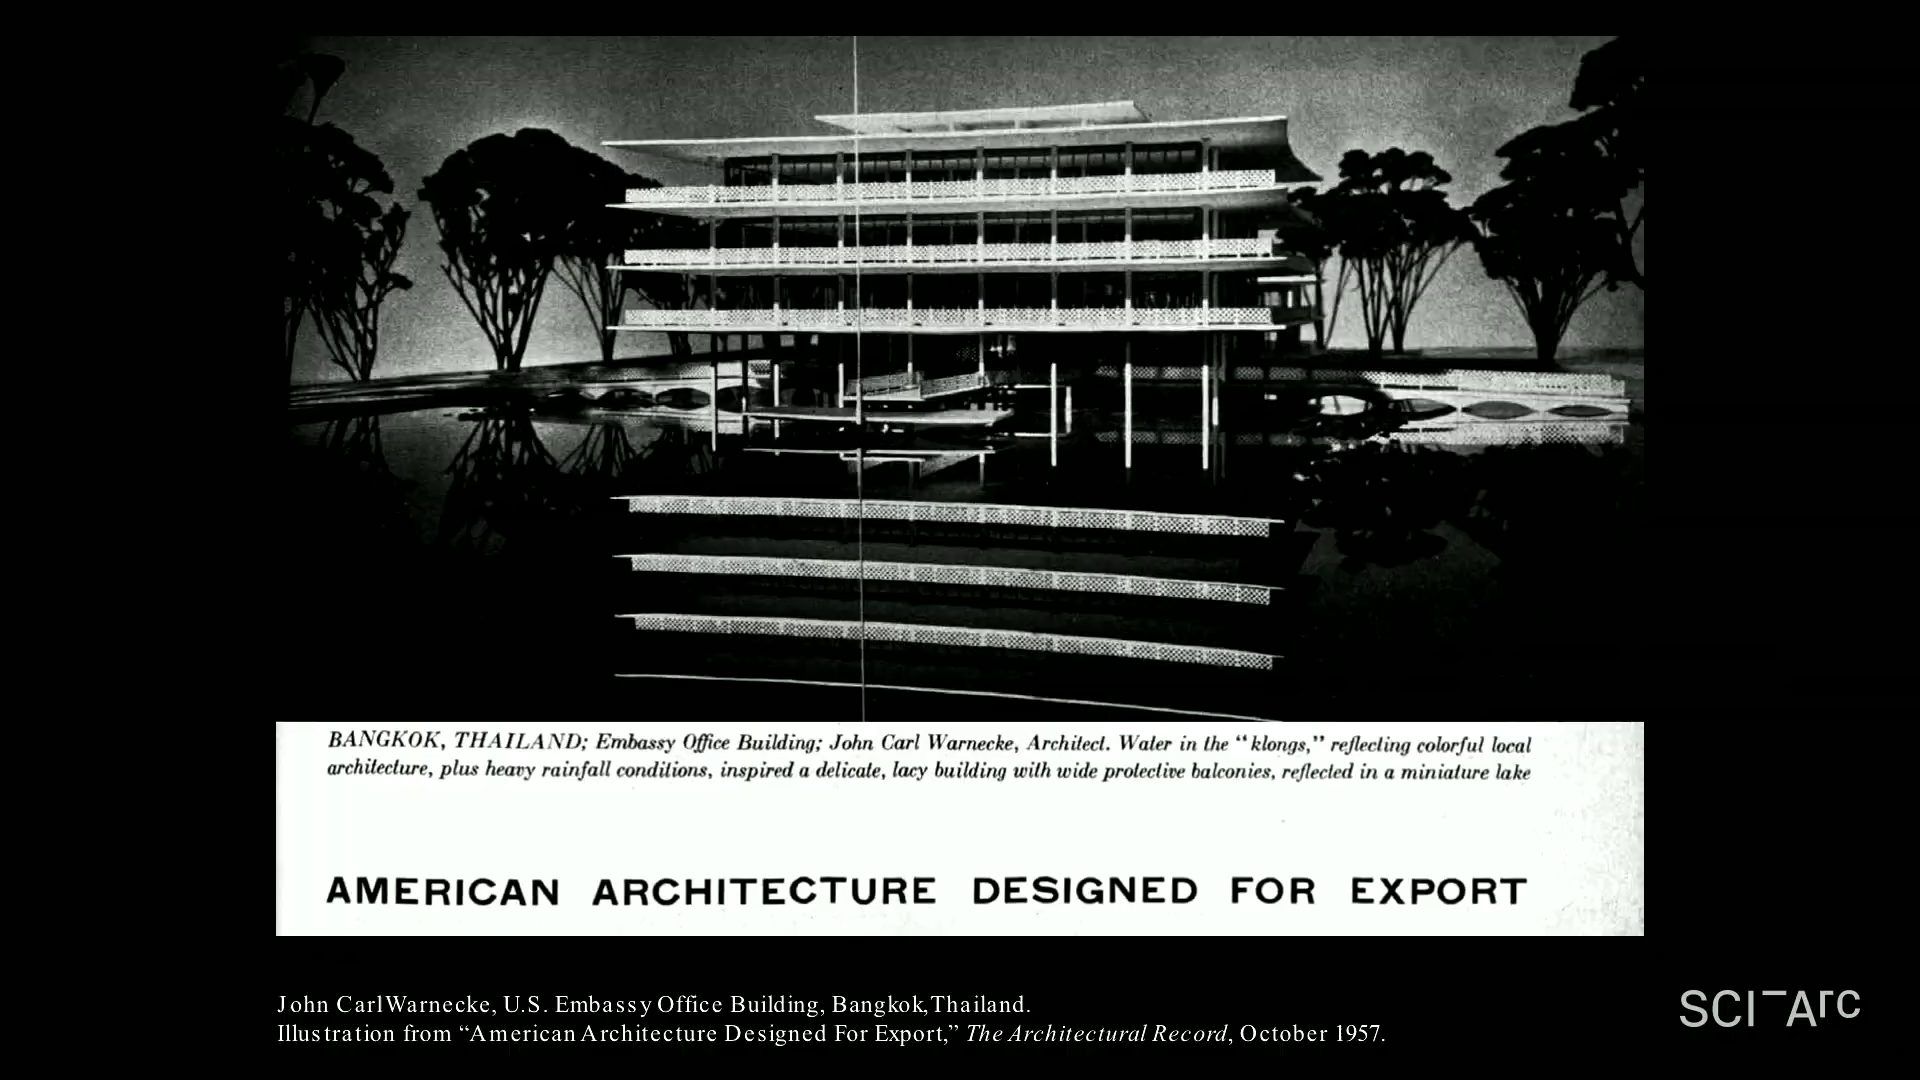 BANGKOK, THAILAND; Embassy Office Building; John Carl Warnecke, Architect. Water in the “klongs,” reflecting colorful local
architecture, plus heavy rainfall conditions, inspired a delicate, lacy building with wide protective balconies, reflected in a miniature lake
AMERICAN ARCHITECTURE DESIGNED FOR EXPORT
John Carl Warnecke, U.S. Embassy Office Building, Bangkok, Thailand.
Illustration from “American Architecture Designed For Export,” The Architectural Record, October 1957.
SCI-Arc